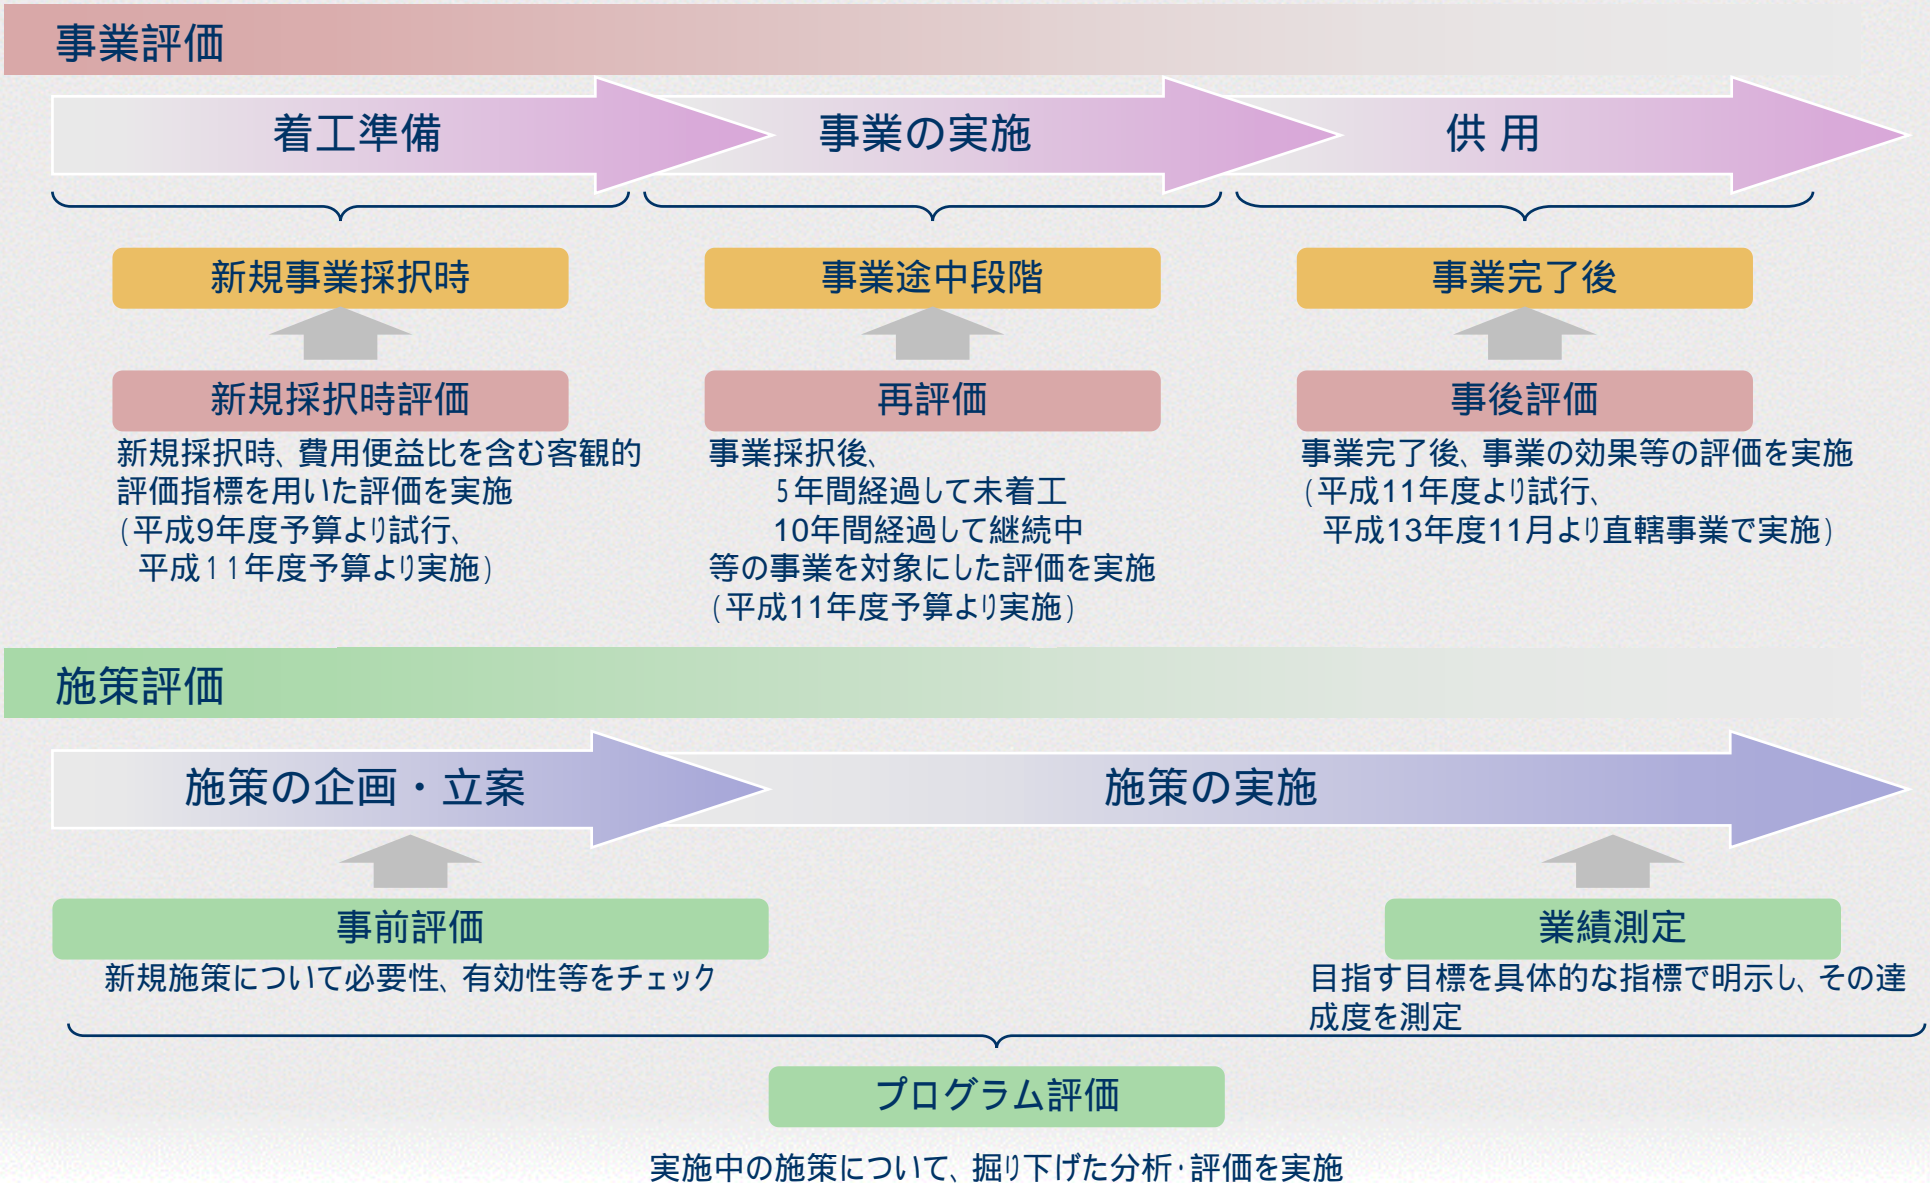 事業評価
着工準備
事業の実施
供 用
新規事業採択時
事業途中段階
事業完了後
新規採択時評価
再評価
事後評価
新規採択時、費用便益比を含む客観的
評価指標を用いた評価を実施
(平成9年度予算より試行、
平成11年度予算より実施)
事業採択後、
5年間経過して未着工
10年間経過して継続中
等の事業を対象にした評価を実施
(平成11年度予算より実施)
事業完了後、事業の効果等の評価を実施
(平成11年度より試行、
平成13年度11月より直轄事業で実施)
施策評価
施策の企画・立案
施策の実施
事前評価
業績測定
新規施策について必要性、有効性等をチェック
目指す目標を具体的な指標で明示し、その達
成度を測定
プログラム評価
実施中の施策について、掘り下げた分析・評価を実施